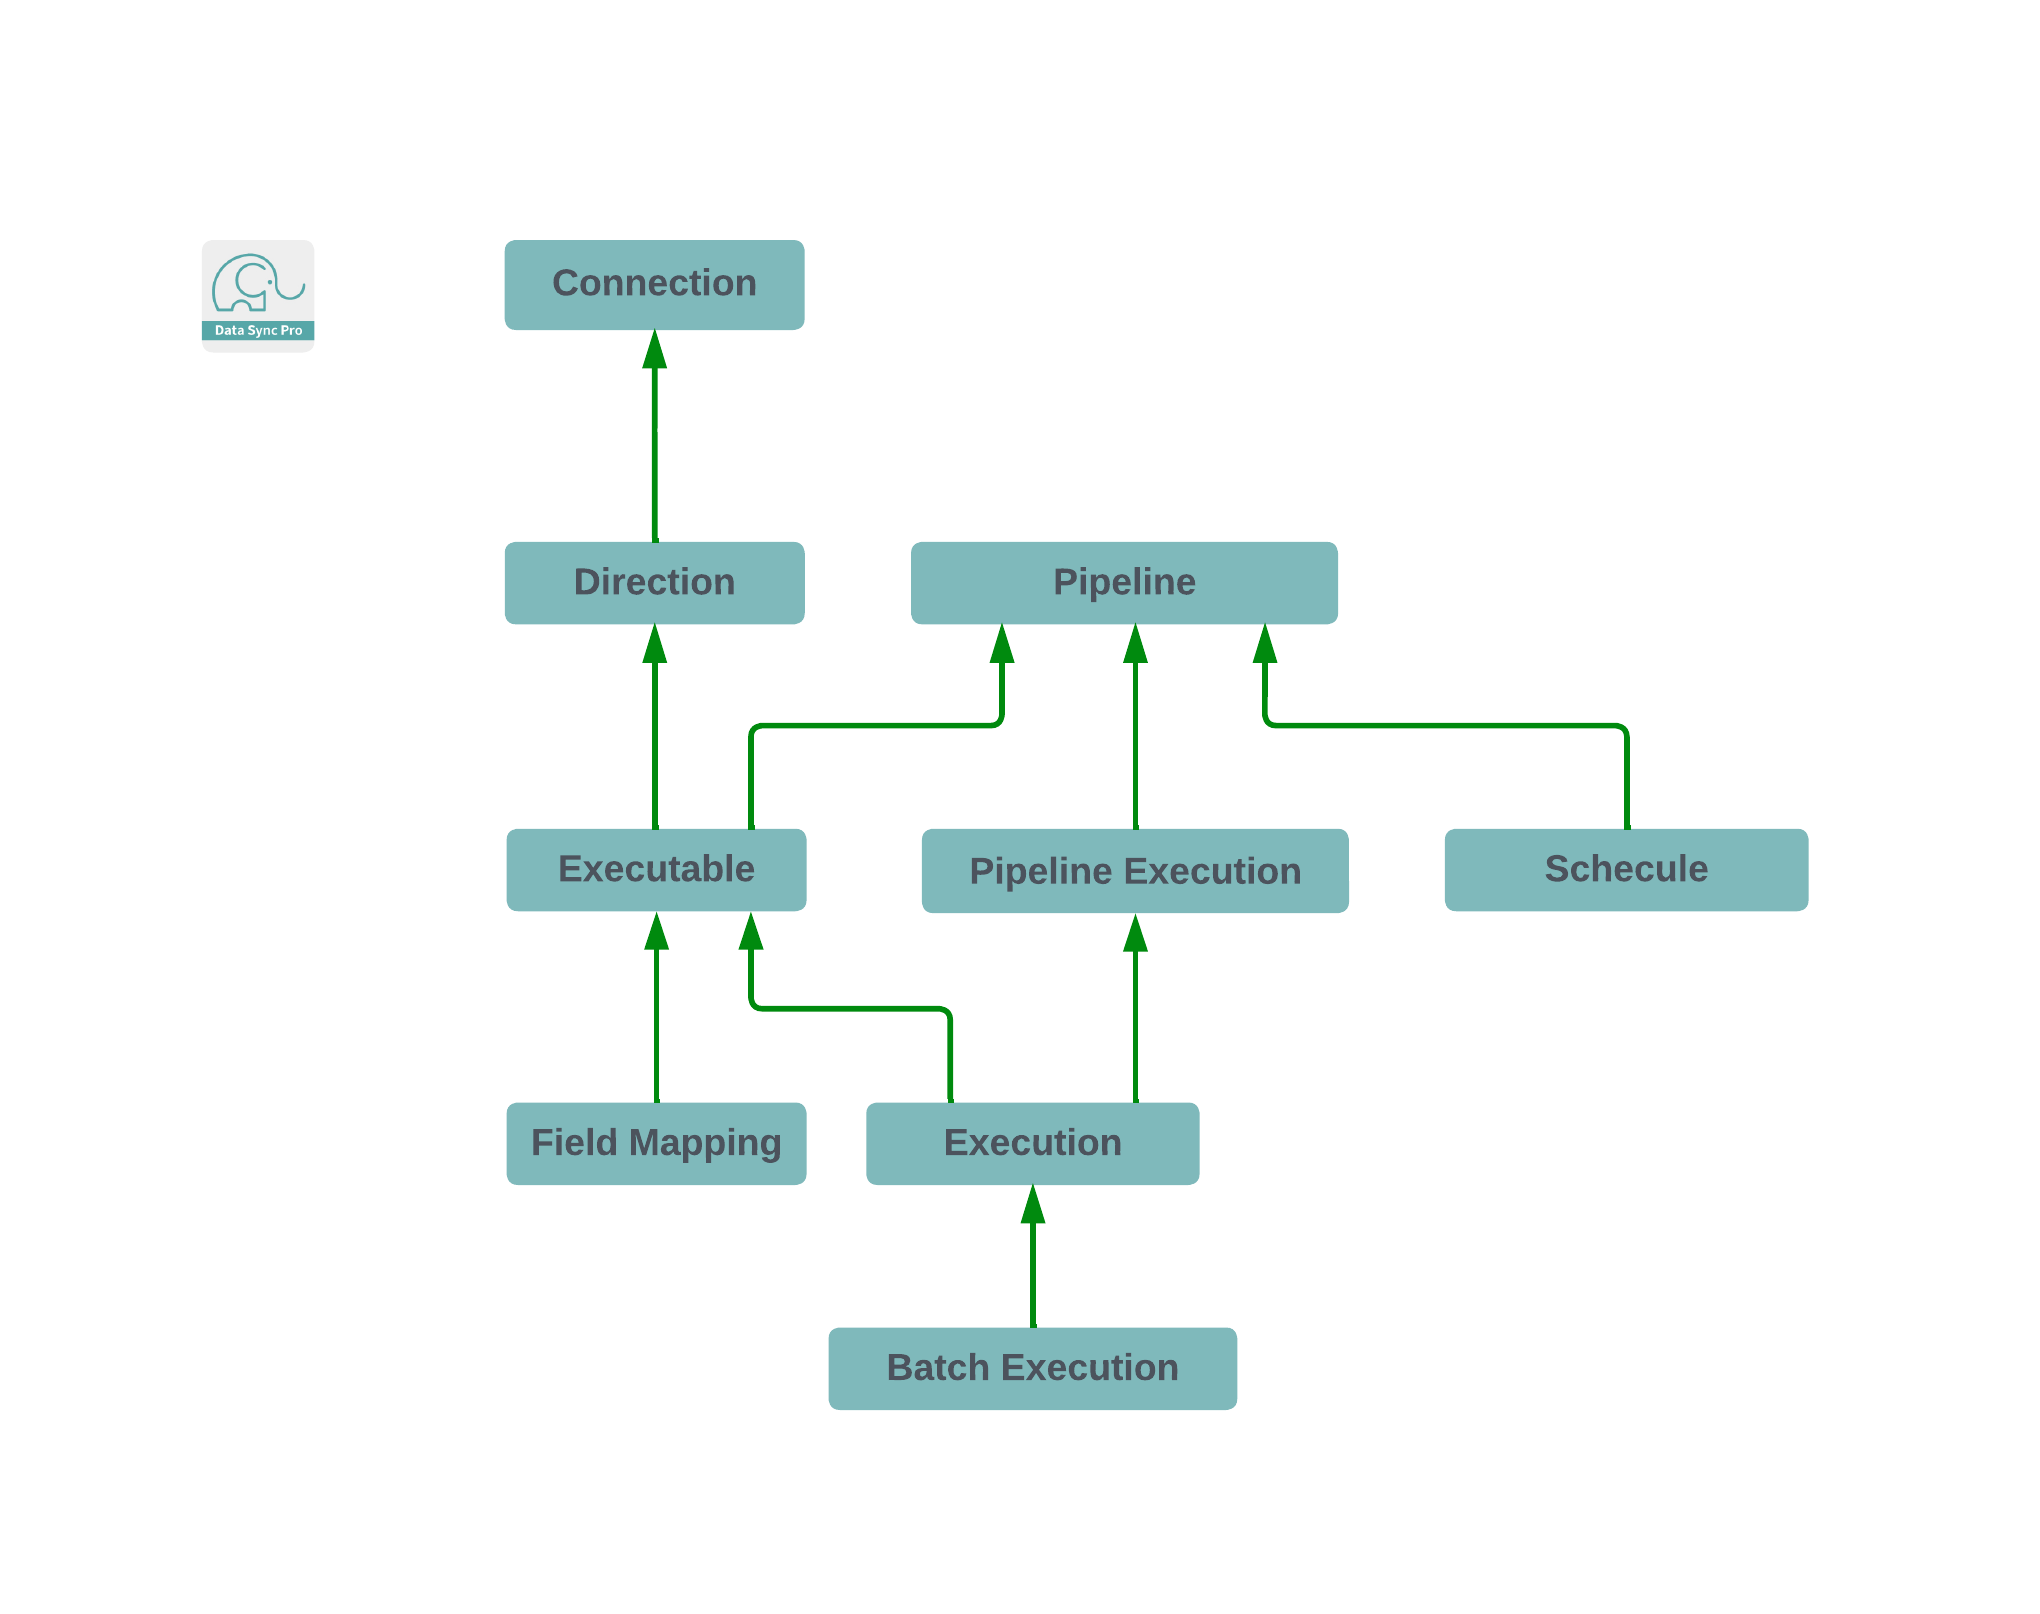 Data Sync Pro
Connection
Direction
Pipeline
Executable
Pipeline Execution
Schecule
Field Mapping
Execution
Batch Execution